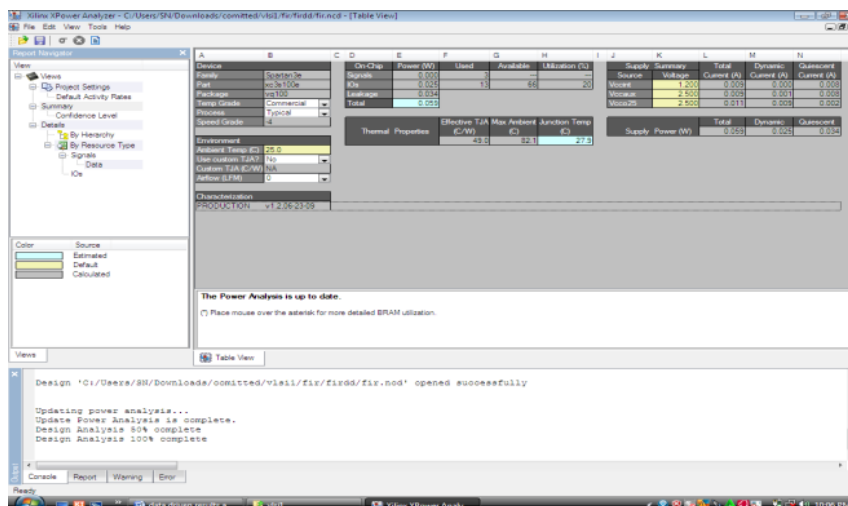 Xilinx XPower Analyzer - C:/Users/SN/Downloads/comitted/vlsi1/fir/firdd/fir.ncd - [Table View]
File Edit View Tools Help
Report Navigator
View
Views
Project Settings
Default Activity Rates
Summary
Confidence Level
Details
By Hierarchy
By Resource Type
Signals
Data
IOs
A B C D E F G H I J K L M N
Device
Family Spartan3e
Part xc3s100e
Package vq100
Temp Grade Commercial
Process Typical
Speed Grade -4
Environment
Ambient Temp (C) 25.0
Use custom TJA? No
Custom TJA (C/W) NA
Airflow (LFM) 0
Characterization
PRODUCTION v1.2,06-23-09
On-Chip Power (W) Used Available Utilization (%)
Signals 0.000 3 --- ---
IOs 0.025 13 66 20
Leakage 0.034
Total 0.059
Effective TJA Max Ambient Junction Temp
Thermal Properties (C/W) (C) (C)
49.0 82.1 27.9
Supply Summary Total Dynamic Quiescent
Source Voltage Current (A) Current (A) Current (A)
Vccint 1.200 0.009 0.000 0.008
Vccaux 2.500 0.009 0.001 0.008
Vcco25 2.500 0.011 0.009 0.002
Total Dynamic Quiescent
Supply Power (W) 0.059 0.025 0.034
Color Source
Estimated
Default
Calculated
The Power Analysis is up to date.
(*) Place mouse over the asterisk for more detailed BRAM utilization.
Views
Table View
Design 'C:/Users/SN/Downloads/comitted/vlsi1/fir/firdd/fir.ncd' opened successfully
Updating power analysis...
Update Power Analysis is complete.
Design Analysis 50% complete
Design Analysis 100% complete
Output
Console Report Warning Error
Ready
data driven results a... vlsi1 Xilinx XPower Analy...